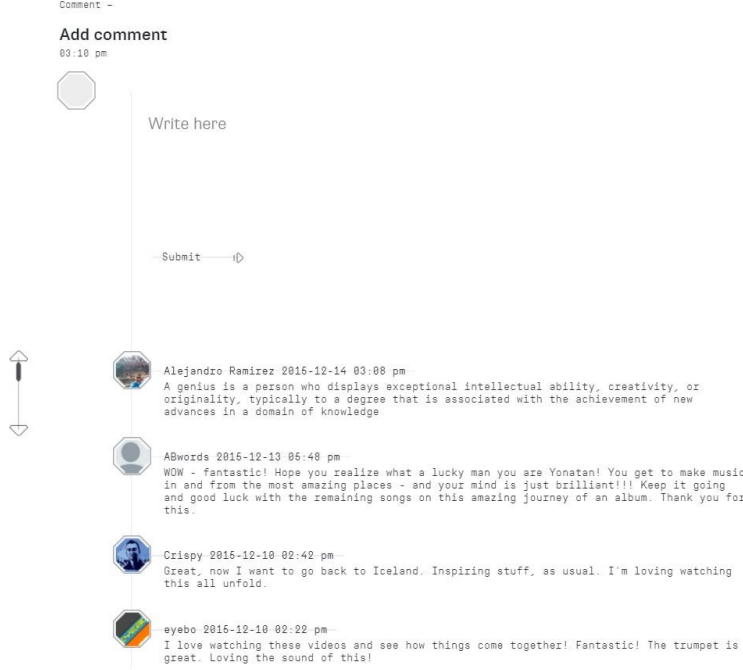 Comment –
Add comment
03:10 pm
Write here
Submit
Alejandro Ramirez 2015-12-14 03:08 pm
A genius is a person who displays exceptional intellectual ability, creativity, or
originality, typically to a degree that is associated with the achievement of new
advances in a domain of knowledge
ABwords 2015-12-13 05:48 pm
WOW - fantastic! Hope you realize what a lucky man you are Yonatan! You get to make music
in and from the most amazing places - and your mind is just brilliant!!! Keep it going
and good luck with the remaining songs on this amazing journey of an album. Thank you for
this.
Crispy 2015-12-10 02:42 pm
Great, now I want to go back to Iceland. Inspiring stuff, as usual. I'm loving watching
this all unfold.
eyebo 2015-12-10 02:22 pm
I love watching these videos and see how things come together! Fantastic! The trumpet is
great. Loving the sound of this!